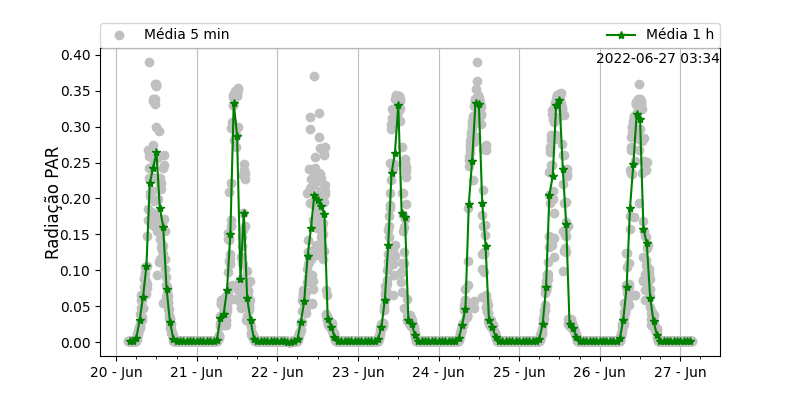 Média 5 min
Média 1 h
2022-06-27 03:34
Radiação PAR
0.40
0.35
0.30
0.25
0.20
0.15
0.10
0.05
0.00
20 - Jun
21 - Jun
22 - Jun
23 - Jun
24 - Jun
25 - Jun
26 - Jun
27 - Jun